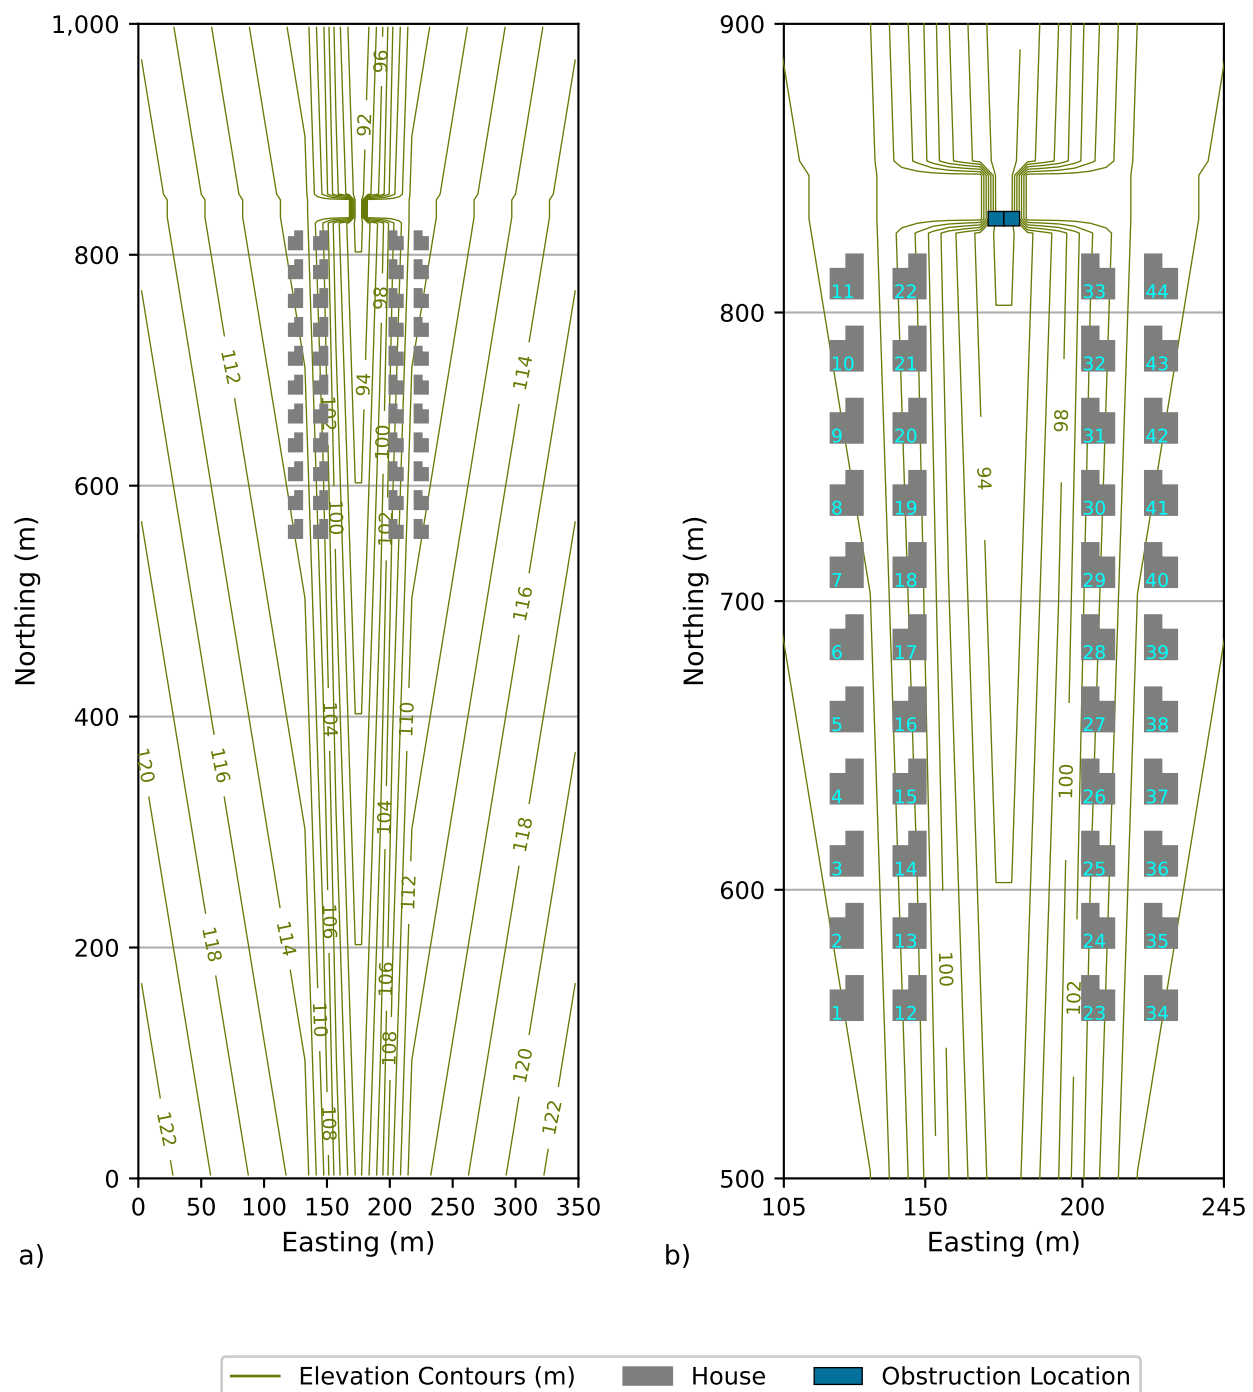 1,000
800
600
400
200
0
0 50 100 150 200 250 300 350
Northing (m)
Easting (m)
a)
96
92
98
112
94
114
102
100
100
102
116
104
110
120
116
104
118
112
106
118
114
106
110
108
120
122
108
122
900
800
700
600
500
105 150 200 245
Northing (m)
Easting (m)
b)
11 22 33 44
10 21 32 43
98
9 20 31 42
94
8 19 30 41
7 18 29 40
6 17 28 39
5 16 27 38
100
4 15 26 37
3 14 25 36
2 13 24 35
100
102
1 12 23 34
Elevation Contours (m) House Obstruction Location